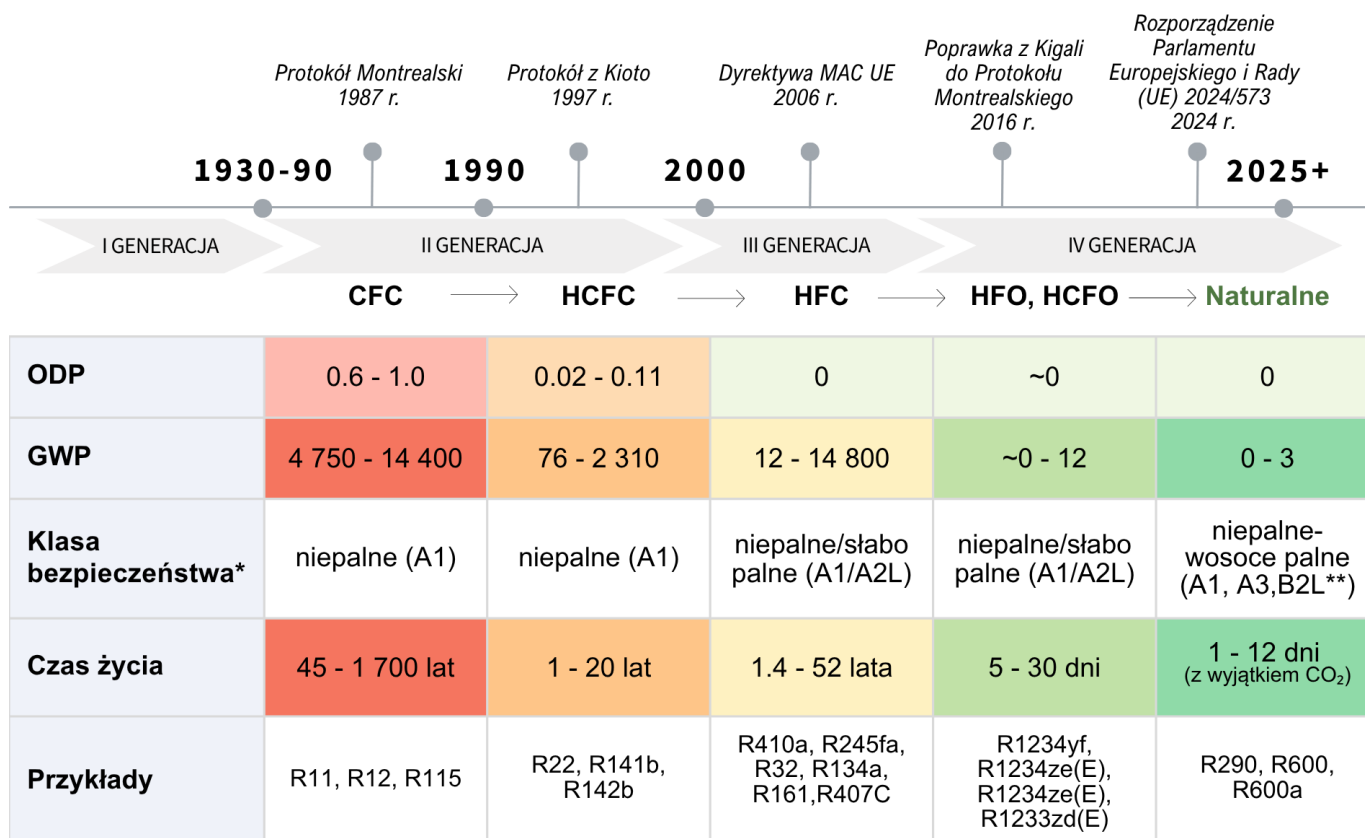 Protokół Montrealski
1987 r.
Protokół z Kioto
1997 r.
Dyrektywa MAC UE
2006 r.
Poprawka z Kigali
do Protokołu
Montrealskiego
2016 r.
Rozporządzenie
Parlamentu
Europejskiego i Rady
(UE) 2024/573
2024 r.
1930-90
1990
2000
2025+
I GENERACJA
II GENERACJA
III GENERACJA
IV GENERACJA
CFC
HCFC
HFC
HFO, HCFO
Naturalne
ODP
0.6 - 1.0
0.02 - 0.11
0
~0
0
GWP
4 750 - 14 400
76 - 2 310
12 - 14 800
~0 - 12
0 - 3
Klasa
bezpieczeństwa*
niepalne (A1)
niepalne (A1)
niepalne/słabo
palne (A1/A2L)
niepalne/słabo
palne (A1/A2L)
niepalne-
wosoce palne
(A1, A3,B2L**)
Czas życia
45 - 1 700 lat
1 - 20 lat
1.4 - 52 lata
5 - 30 dni
1 - 12 dni
(z wyjątkiem CO₂)
Przykłady
R11, R12, R115
R22, R141b,
R142b
R410a, R245fa,
R32, R134a,
R161,R407C
R1234yf,
R1234ze(E),
R1234ze(E),
R1233zd(E)
R290, R600,
R600a